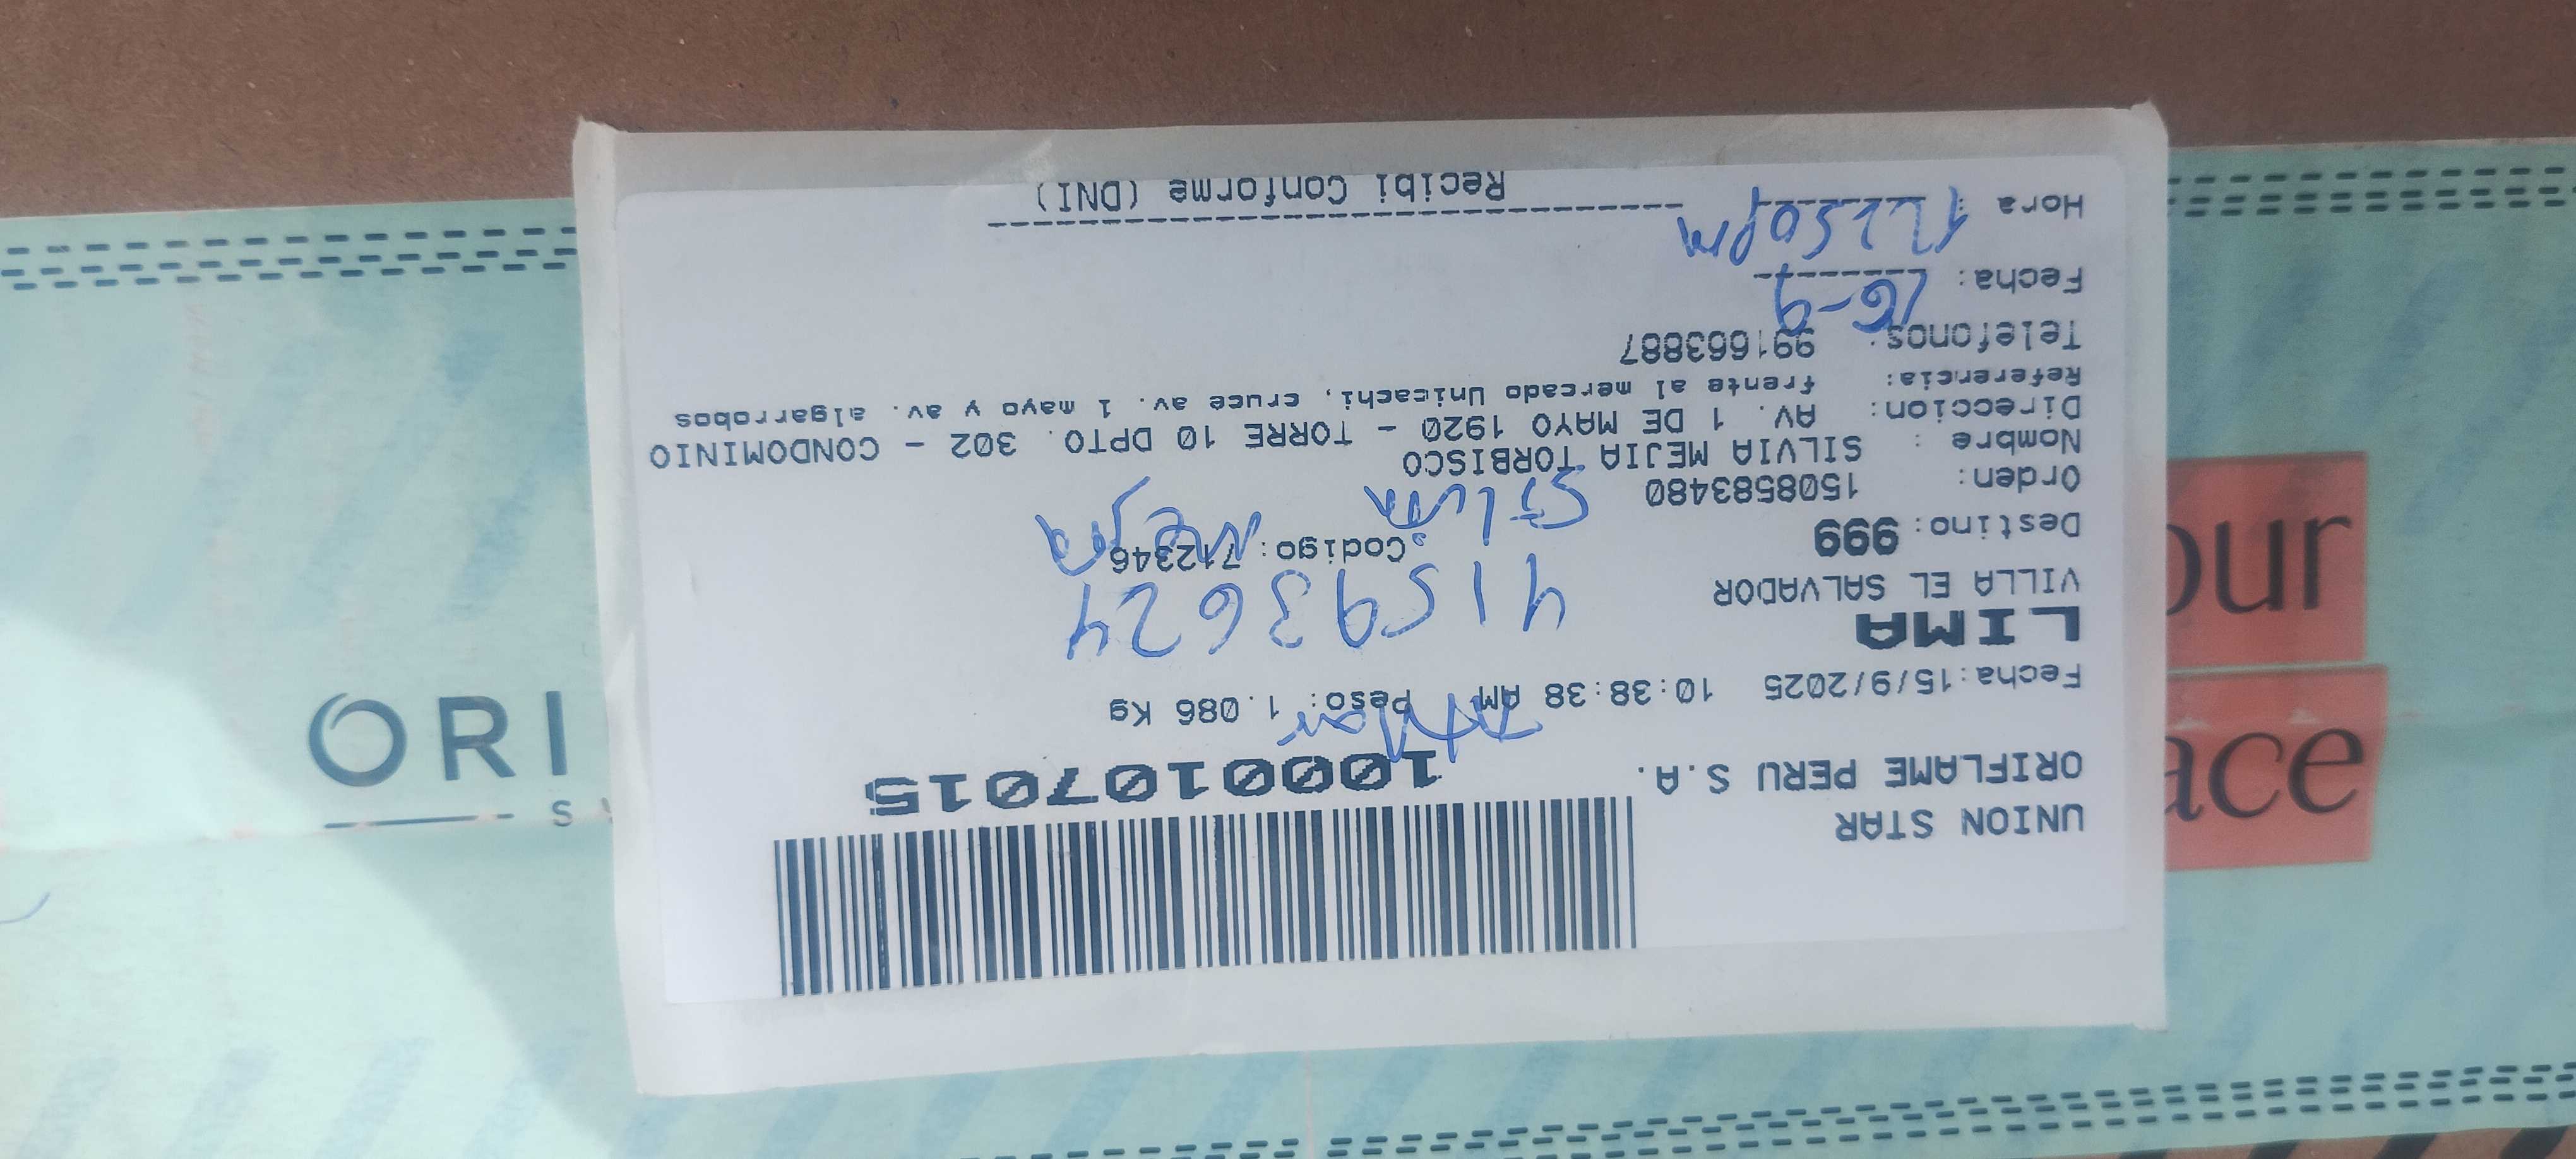 UNION STAR
ORIFLAME PERU S.A.
1000107015
Fecha:15/9/2025 10:38:38 AM Peso: 1.086 Kg
Titular
LIMA
41593624
VILLA EL SALVADOR
Destino: 999
Codigo: 712346
Silvia Mejia
Orden: 1508583480
Nombre : SILVIA MEJIA TORBISCO
Direccion: AV. 1 DE MAYO 1920 - TORRE 10 DPTO. 302 - CONDOMINIO
Referencia: frente al mercado Unicachi, cruce av. 1 mayo y av. algarrobos
Telefonos: 991663887
Fecha: 16-9
Hora : 12:50pm
Recibi Conforme (DNI)
ORI
S
our
ace